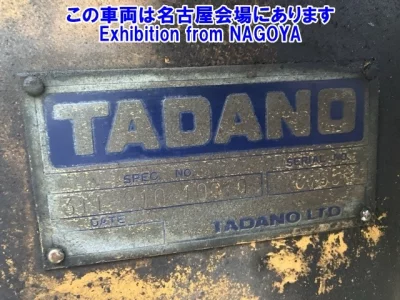 この車両は名古屋会場にあります
Exhibition from NAGOYA
TADANO
SPEC. NO.
SERIAL NO.
DATE
TADANO LTD